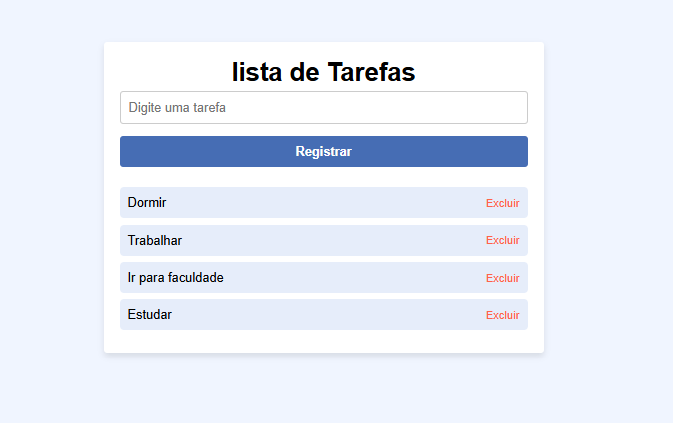 lista de Tarefas
Digite uma tarefa
Registrar
Dormir Excluir
Trabalhar Excluir
Ir para faculdade Excluir
Estudar Excluir